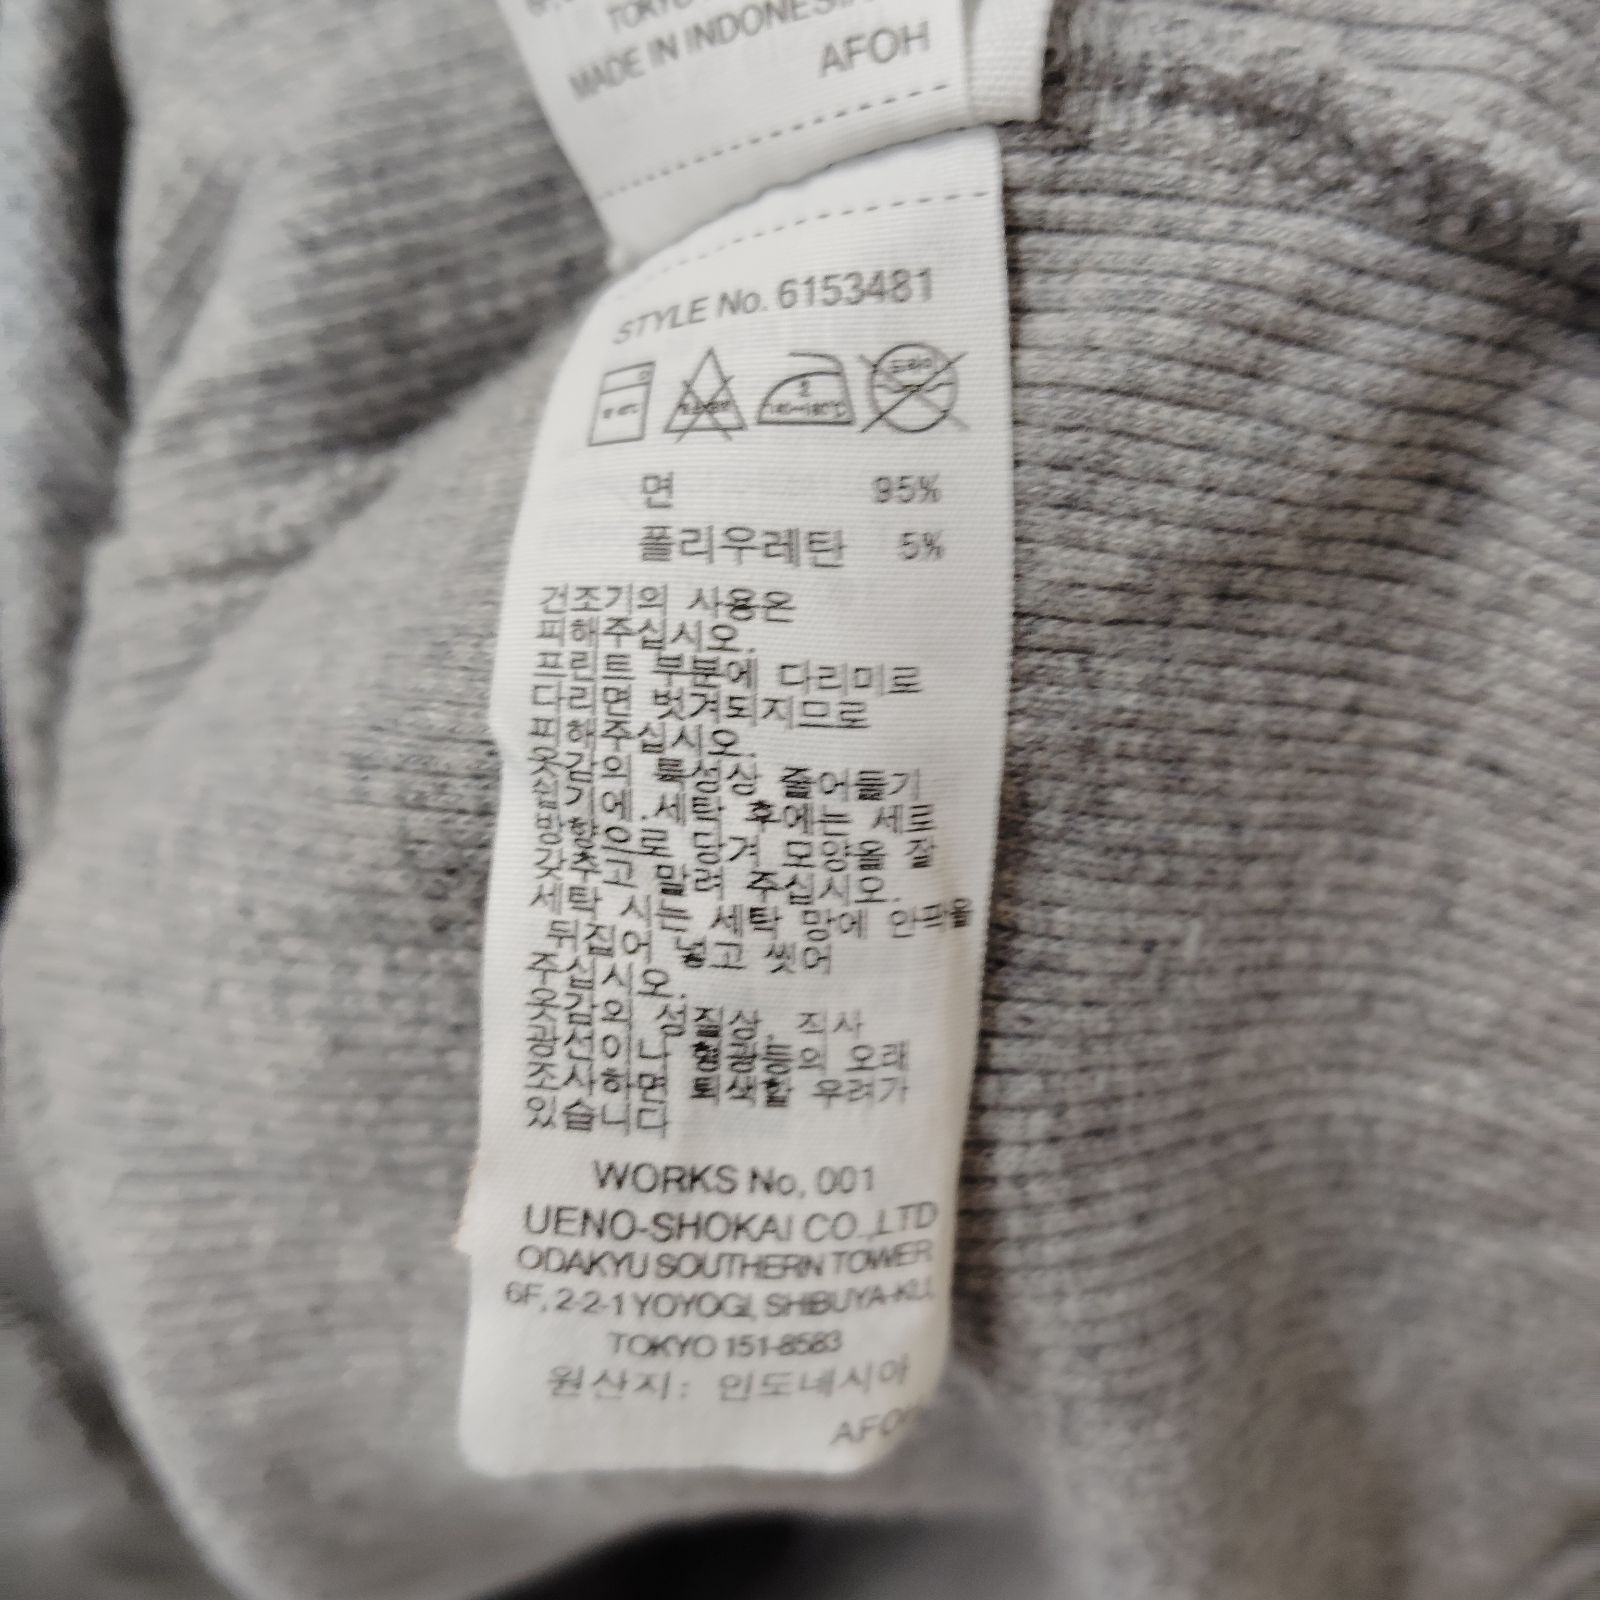 TOKYO
MADE IN INDONESIA
AFOH
STYLE No. 6153481
140~160℃
면 95%
폴리우레탄 5%
건조기의 사용은
피해주십시오.
프린트 부분에 다리미로
다리면 벗겨되지므로
피해주십시오.
옷감의 특성상 줄어들기
쉽기에.세탁 후에는 세로
방향으로 당겨 모양을 잘
갖추고 말려 주십시오.
세탁 시는 세탁 망에 안팍을
뒤집어 넣고 씻어
주십시오.
옷감의 성질상. 직사
광선이나 형광등의 오래
조사하면 퇴색할 우려가
있습니다
WORKS No, 001
UENO-SHOKAI CO.,LTD
ODAKYU SOUTHERN TOWER
6F, 2-2-1 YOYOGI, SHIBUYA-KU,
TOKYO 151-8583
원산지: 인도네시아